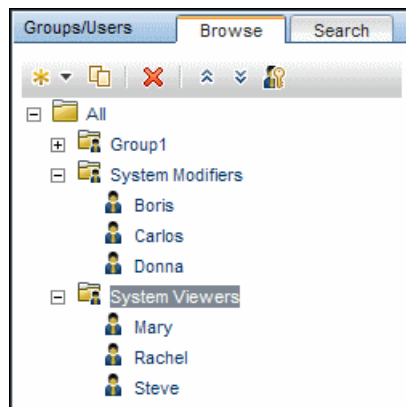 Groups/Users Browse Search
All
Group1
System Modifiers
Boris
Carlos
Donna
System Viewers
Mary
Rachel
Steve